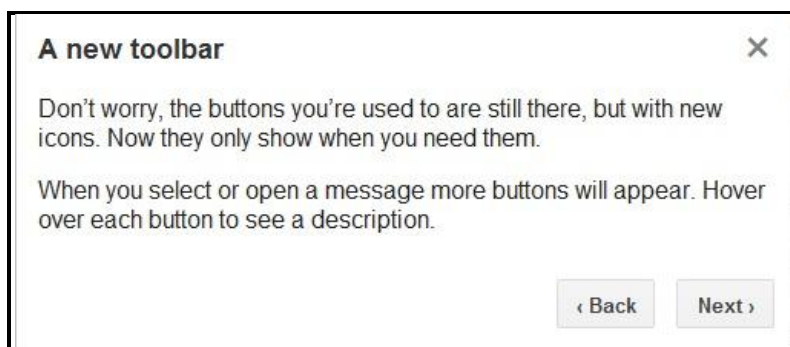 A new toolbar
Don’t worry, the buttons you’re used to are still there, but with new
icons. Now they only show when you need them.
When you select or open a message more buttons will appear. Hover
over each button to see a description.
‹ Back Next ›